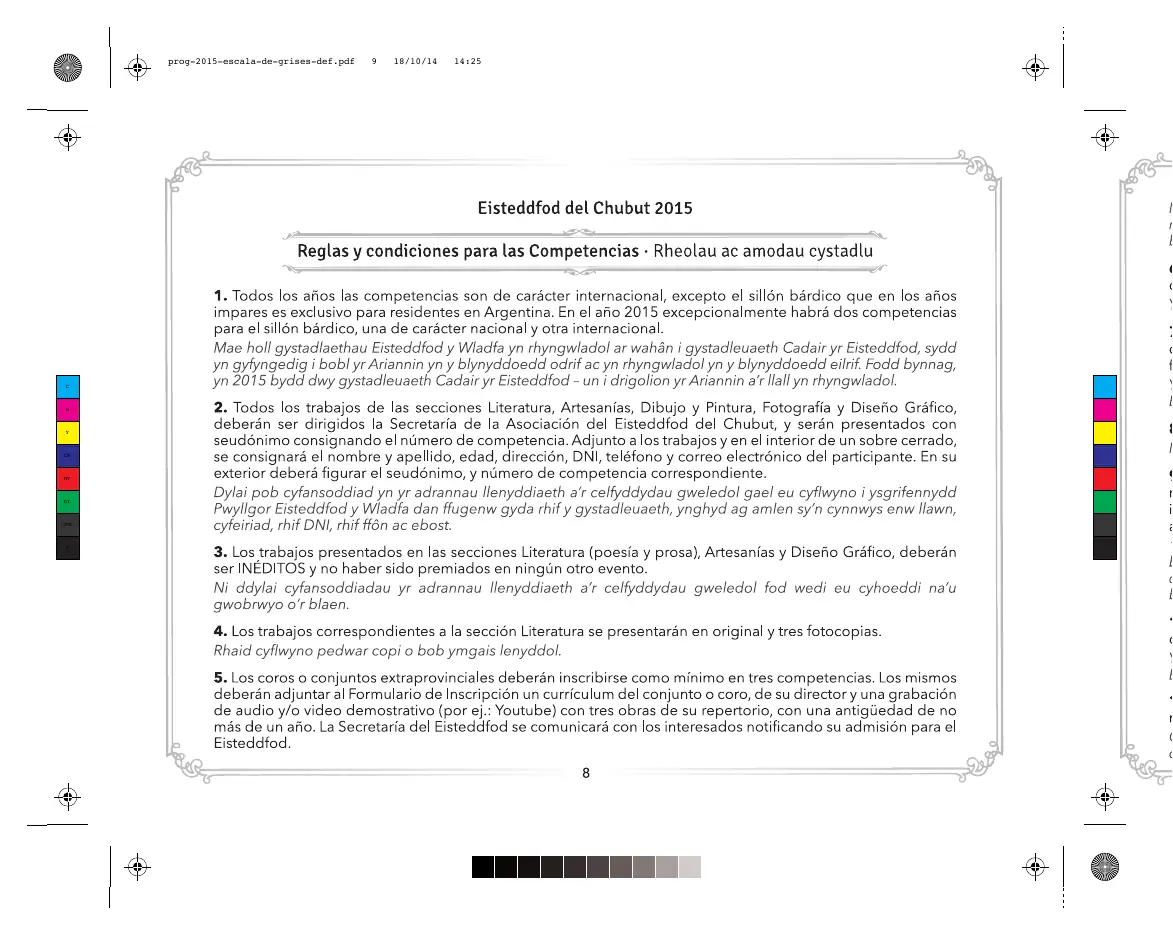 prog-2015-escala-de-grises-def.pdf 9 18/10/14 14:25
Eisteddfod del Chubut 2015
Reglas y condiciones para las Competencias · Rheolau ac amodau cystadlu
1. Todos los años las competencias son de carácter internacional, excepto el sillón bárdico que en los años
impares es exclusivo para residentes en Argentina. En el año 2015 excepcionalmente habrá dos competencias
para el sillón bárdico, una de carácter nacional y otra internacional.
Mae holl gystadlaethau Eisteddfod y Wladfa yn rhyngwladol ar wahân i gystadleuaeth Cadair yr Eisteddfod, sydd
yn gyfyngedig i bobl yr Ariannin yn y blynyddoedd odrif ac yn rhyngwladol yn y blynyddoedd eilrif. Fodd bynnag,
yn 2015 bydd dwy gystadleuaeth Cadair yr Eisteddfod – un i drigolion yr Ariannin a’r llall yn rhyngwladol.
2. Todos los trabajos de las secciones Literatura, Artesanías, Dibujo y Pintura, Fotografía y Diseño Gráfico,
deberán ser dirigidos la Secretaría de la Asociación del Eisteddfod del Chubut, y serán presentados con
seudónimo consignando el número de competencia. Adjunto a los trabajos y en el interior de un sobre cerrado,
se consignará el nombre y apellido, edad, dirección, DNI, teléfono y correo electrónico del participante. En su
exterior deberá figurar el seudónimo, y número de competencia correspondiente.
Dylai pob cyfansoddiad yn yr adrannau llenyddiaeth a’r celfyddydau gweledol gael eu cyflwyno i ysgrifennydd
Pwyllgor Eisteddfod y Wladfa dan ffugenw gyda rhif y gystadleuaeth, ynghyd ag amlen sy’n cynnwys enw llawn,
cyfeiriad, rhif DNI, rhif ffôn ac ebost.
3. Los trabajos presentados en las secciones Literatura (poesía y prosa), Artesanías y Diseño Gráfico, deberán
ser INÉDITOS y no haber sido premiados en ningún otro evento.
Ni ddylai cyfansoddiadau yr adrannau llenyddiaeth a’r celfyddydau gweledol fod wedi eu cyhoeddi na’u
gwobrwyo o’r blaen.
4. Los trabajos correspondientes a la sección Literatura se presentarán en original y tres fotocopias.
Rhaid cyflwyno pedwar copi o bob ymgais lenyddol.
5. Los coros o conjuntos extraprovinciales deberán inscribirse como mínimo en tres competencias. Los mismos
deberán adjuntar al Formulario de Inscripción un currículum del conjunto o coro, de su director y una grabación
de audio y/o video demostrativo (por ej.: Youtube) con tres obras de su repertorio, con una antigüedad de no
más de un año. La Secretaría del Eisteddfod se comunicará con los interesados notificando su admisión para el
Eisteddfod.
8